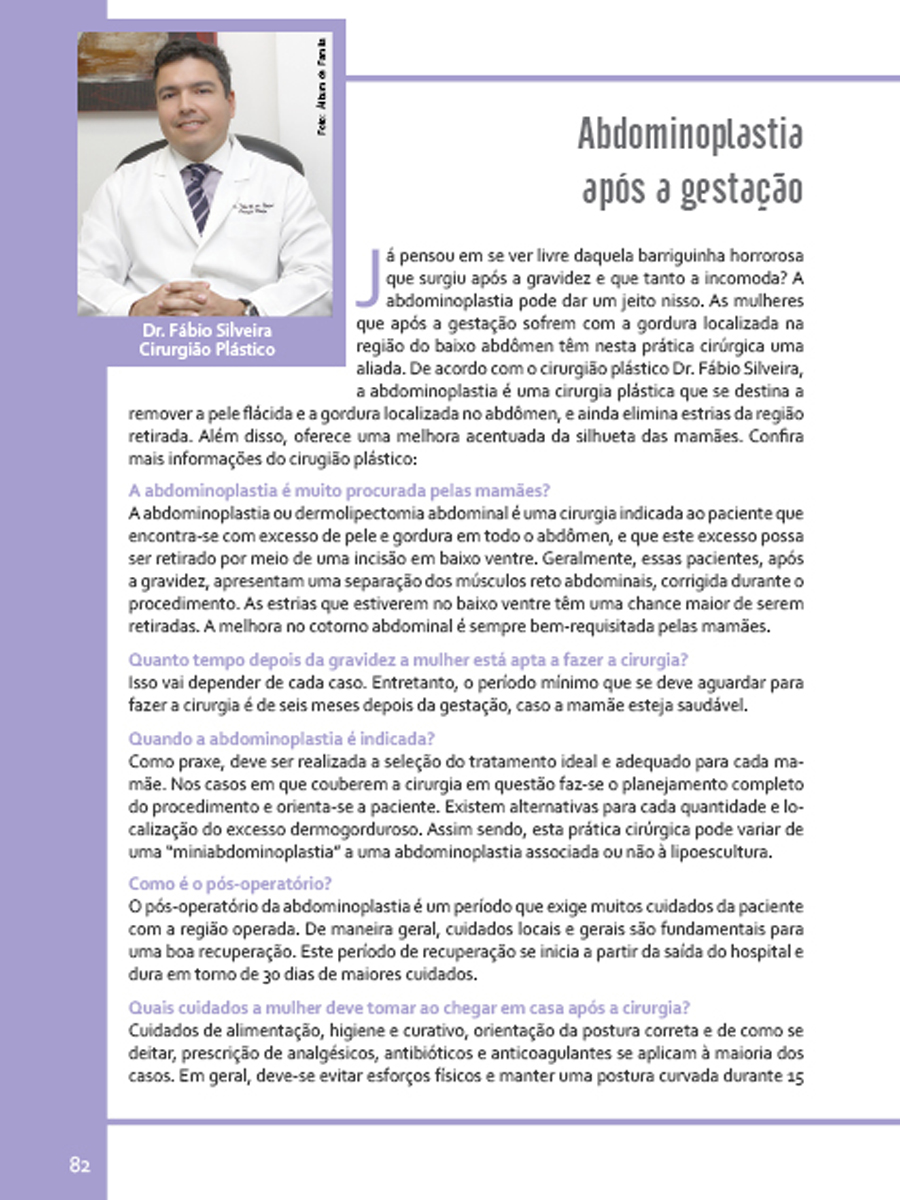 Foto: Álbum de Família
Dr. Fábio Silveira
Cirurgião Plástico
Abdominoplastia
após a gestação
Já pensou em se ver livre daquela barriguinha horrorosa
que surgiu após a gravidez e que tanto a incomoda? A
abdominoplastia pode dar um jeito nisso. As mulheres
que após a gestação sofrem com a gordura localizada na
região do baixo abdômen têm nesta prática cirúrgica uma
aliada. De acordo com o cirurgião plástico Dr. Fábio Silveira,
a abdominoplastia é uma cirurgia plástica que se destina a
remover a pele flácida e a gordura localizada no abdômen, e ainda elimina estrias da região
retirada. Além disso, oferece uma melhora acentuada da silhueta das mamães. Confira
mais informações do cirugião plástico:
A abdominoplastia é muito procurada pelas mamães?
A abdominoplastia ou dermolipectomia abdominal é uma cirurgia indicada ao paciente que
encontra-se com excesso de pele e gordura em todo o abdômen, e que este excesso possa
ser retirado por meio de uma incisão em baixo ventre. Geralmente, essas pacientes, após
a gravidez, apresentam uma separação dos músculos reto abdominais, corrigida durante o
procedimento. As estrias que estiverem no baixo ventre têm uma chance maior de serem
retiradas. A melhora no cotorno abdominal é sempre bem-requisitada pelas mamães.
Quanto tempo depois da gravidez a mulher está apta a fazer a cirurgia?
Isso vai depender de cada caso. Entretanto, o período mínimo que se deve aguardar para
fazer a cirurgia é de seis meses depois da gestação, caso a mamãe esteja saudável.
Quando a abdominoplastia é indicada?
Como praxe, deve ser realizada a seleção do tratamento ideal e adequado para cada ma-
mãe. Nos casos em que couberem a cirurgia em questão faz-se o planejamento completo
do procedimento e orienta-se a paciente. Existem alternativas para cada quantidade e lo-
calização do excesso dermogorduroso. Assim sendo, esta prática cirúrgica pode variar de
uma "miniabdominoplastia" a uma abdominoplastia associada ou não à lipoescultura.
Como é o pós-operatório?
O pós-operatório da abdominoplastia é um período que exige muitos cuidados da paciente
com a região operada. De maneira geral, cuidados locais e gerais são fundamentais para
uma boa recuperação. Este período de recuperação se inicia a partir da saída do hospital e
dura em torno de 30 dias de maiores cuidados.
Quais cuidados a mulher deve tomar ao chegar em casa após a cirurgia?
Cuidados de alimentação, higiene e curativo, orientação da postura correta e de como se
deitar, prescrição de analgésicos, antibióticos e anticoagulantes se aplicam à maioria dos
casos. Em geral, deve-se evitar esforços físicos e manter uma postura curvada durante 15
82